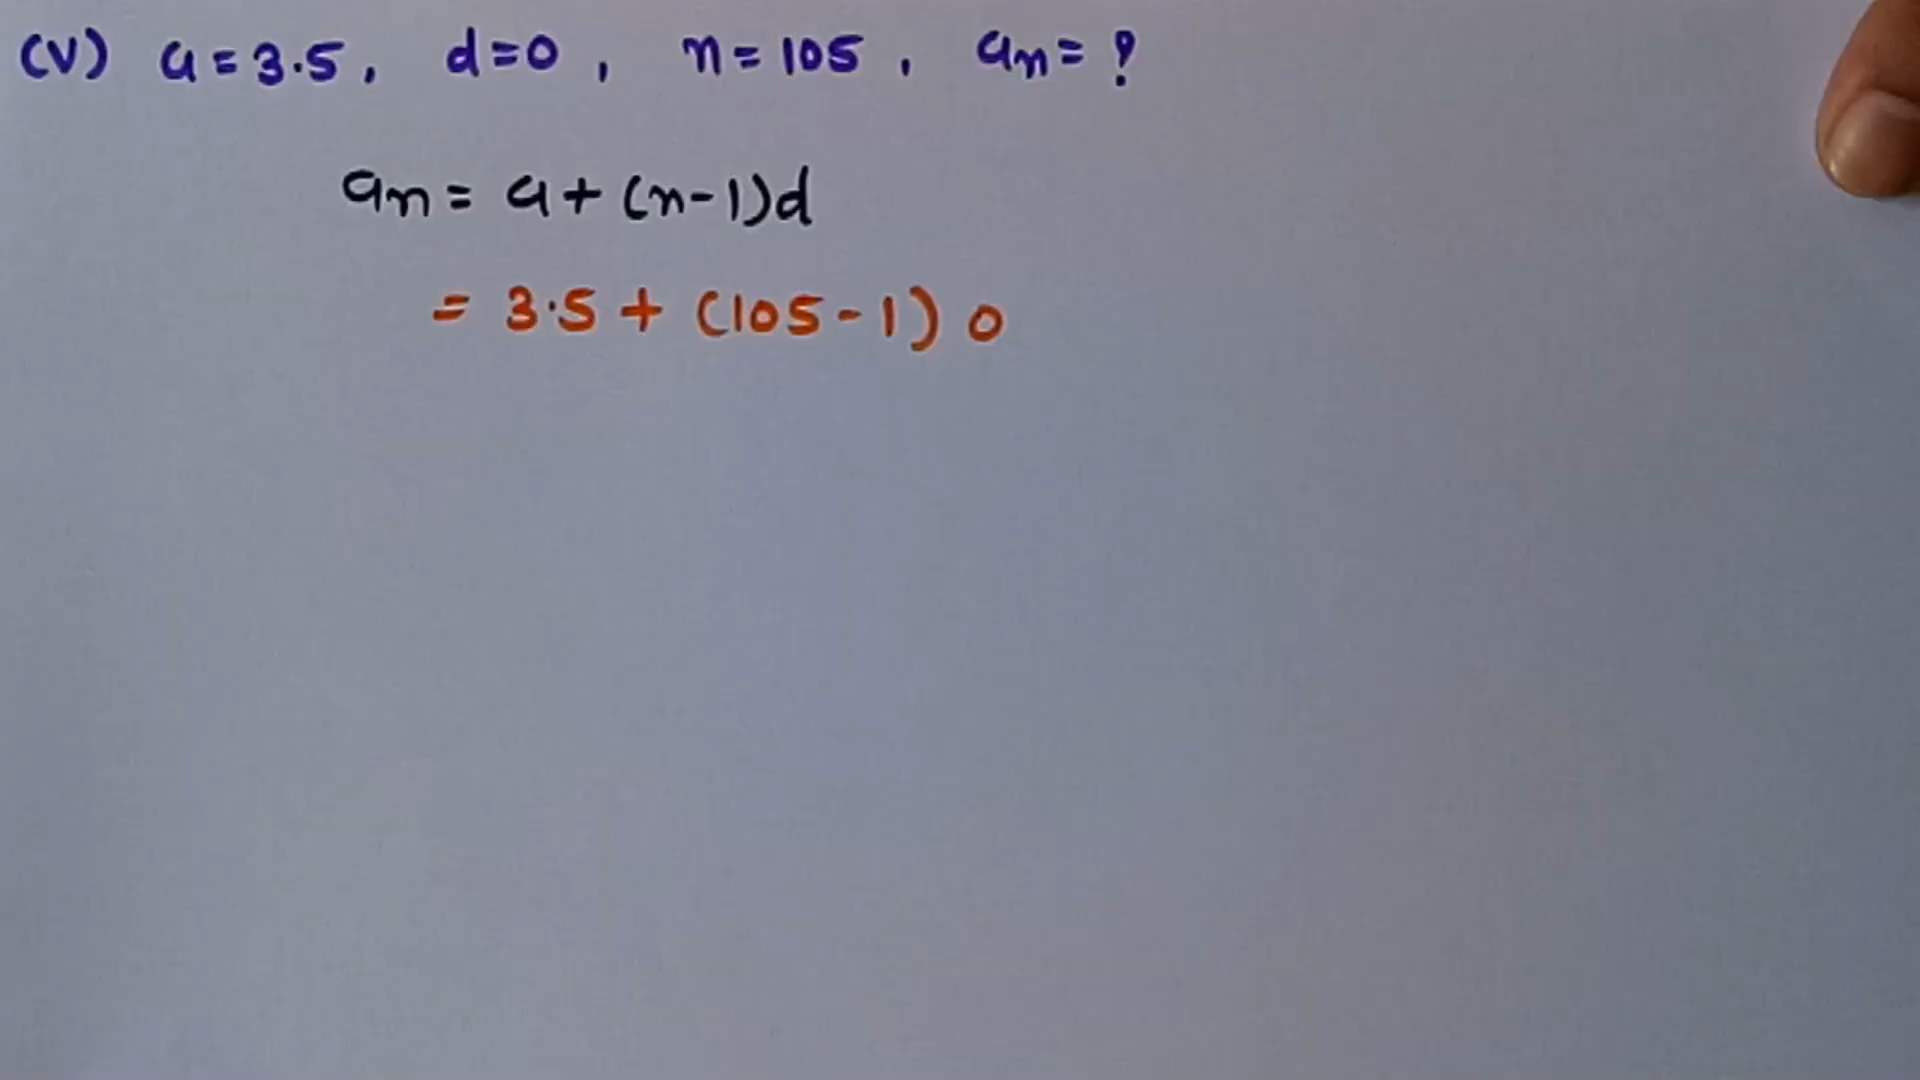 (V) a = 3.5, d = 0, n = 105, an = ?
an = a + (n-1)d
= 3.5 + (105-1) 0